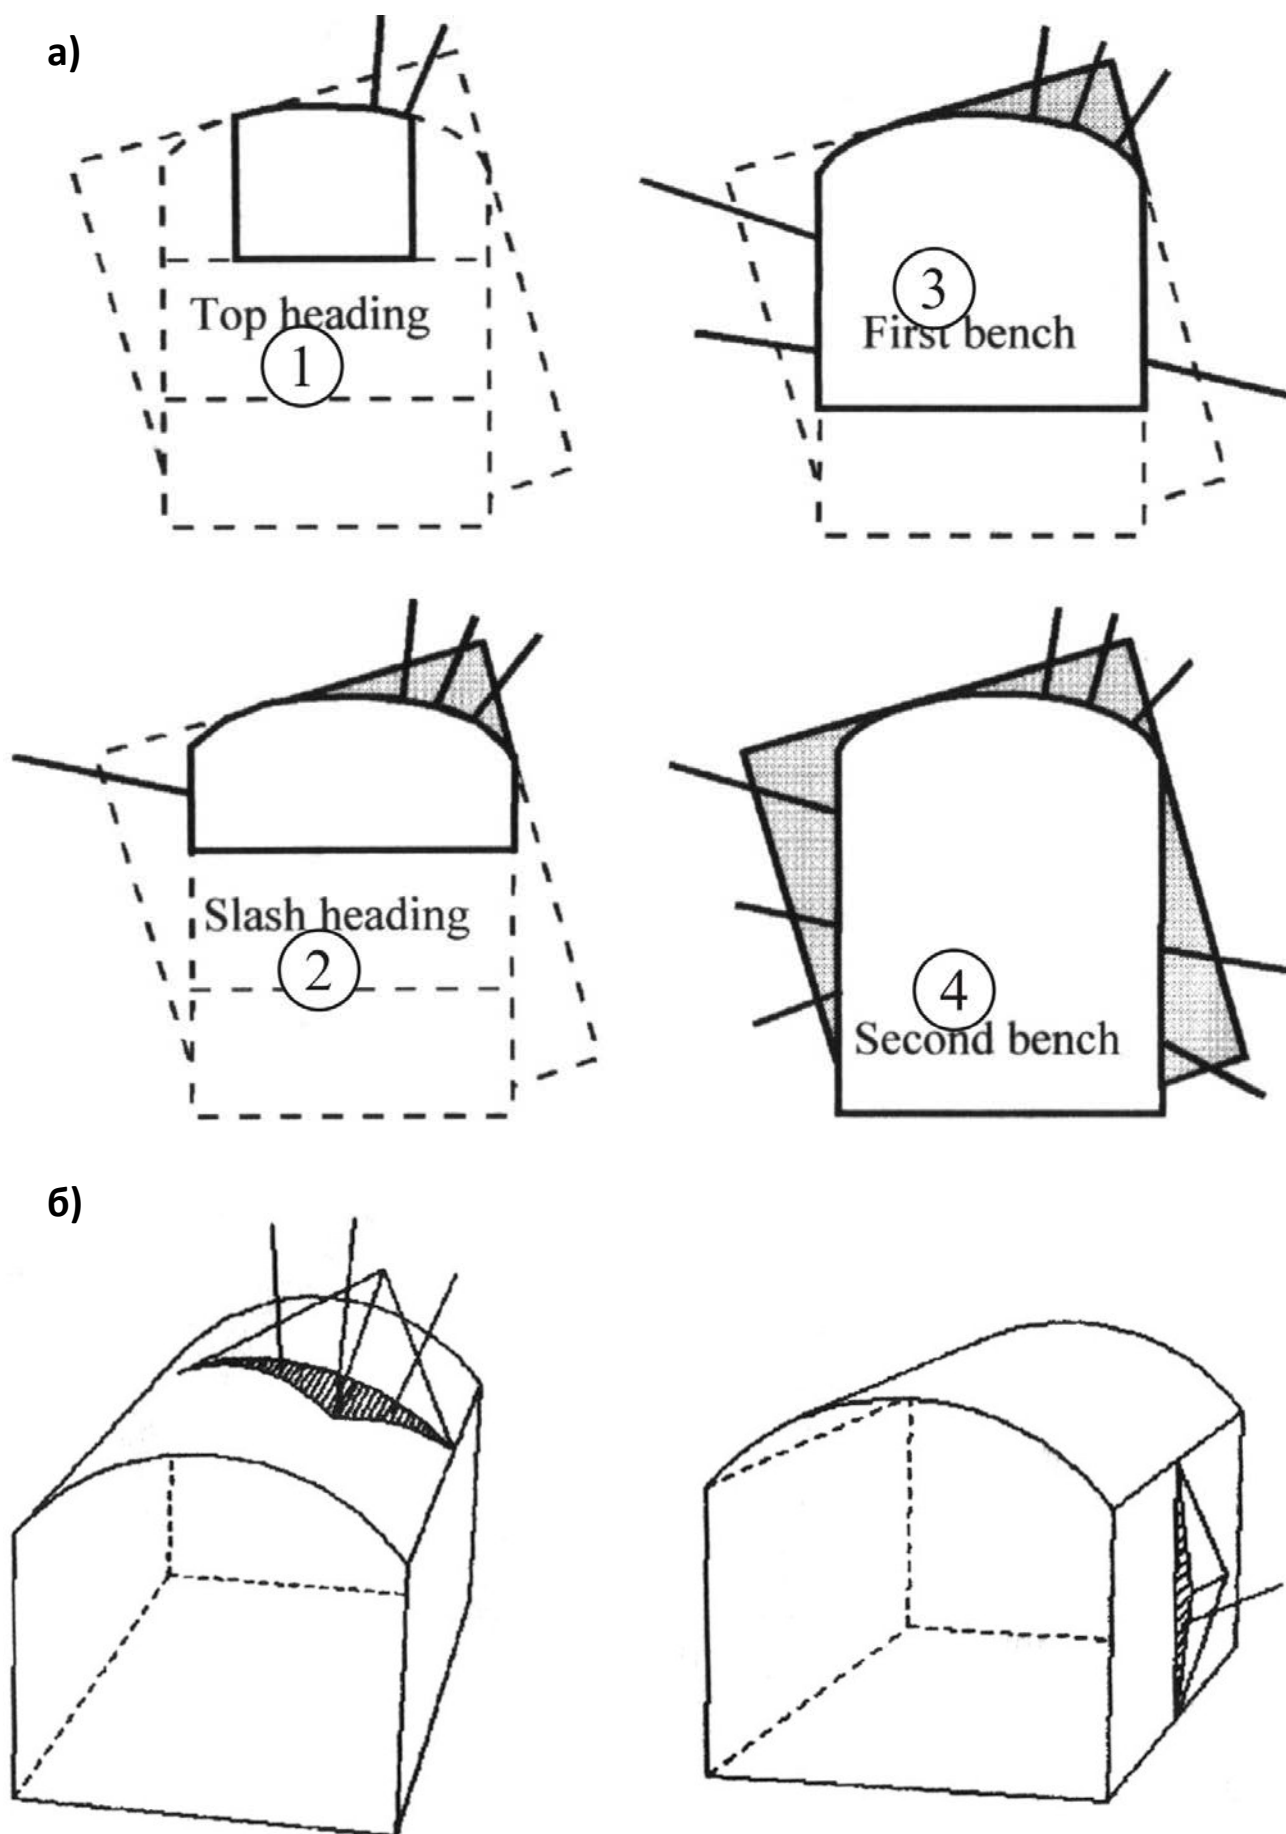 а)
Top heading
1
3
First bench
Slash heading
2
4
Second bench
б)